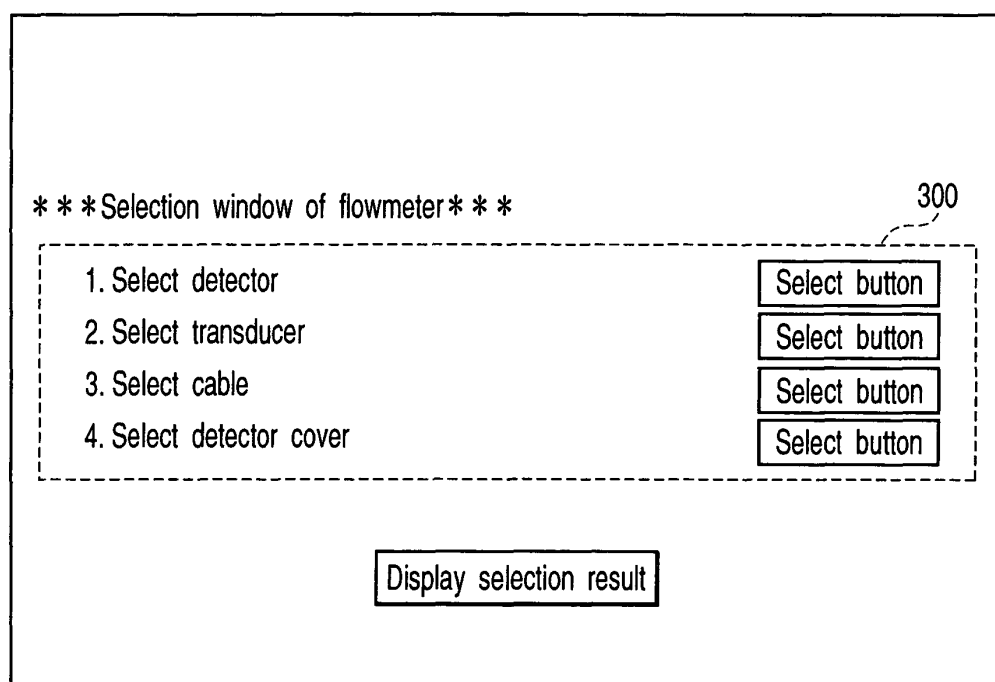 ***Selection window of flowmeter***
300
1. Select detector Select button
2. Select transducer Select button
3. Select cable Select button
4. Select detector cover Select button
Display selection result